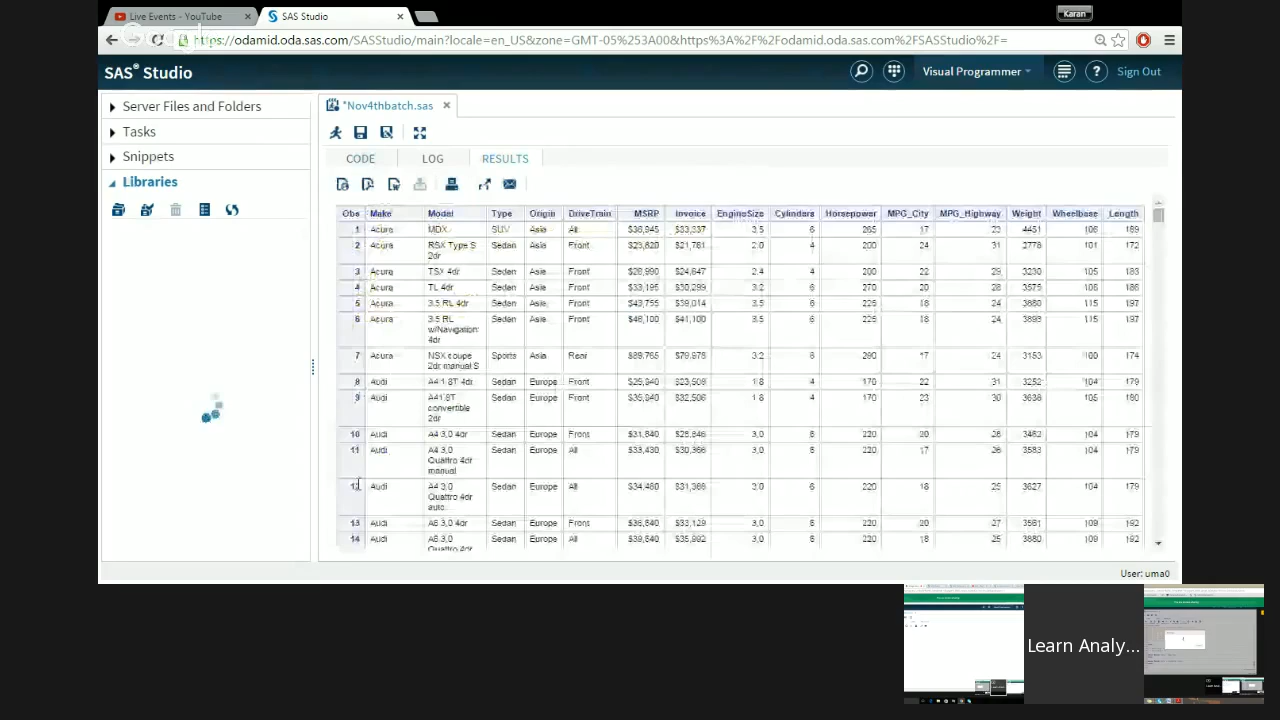 Live Events - YouTube
SAS Studio
Karan
https://odamid.oda.sas.com/SASStudio/main?locale=en_US&zone=GMT-05%253A00&https%3A%2F%2Fodamid.oda.sas.com%2FSASStudio%2F=
SAS® Studio
Visual Programmer
Sign Out
Server Files and Folders
Tasks
Snippets
Libraries
*Nov4thbatch.sas
CODE LOG RESULTS
Obs Make Model Type Origin DriveTrain MSRP Invoice EngineSize Cylinders Horsepower MPG_City MPG_Highway Weight Wheelbase Length
1 Acura MDX SUV Asia 3.5 6 265 17 23 4451 106 189
2 Acura RSX Type S 2dr Sedan Asia Front $23,820 $21,761 2.0 4 200 24 31 2778 101 172
3 Acura TSX 4dr Sedan Asia Front $26,990 $24,647 2.4 4 200 22 29 3230 105 183
4 Acura TL 4dr Sedan Asia Front $33,195 $30,299 3.2 6 270 20 28 3575 108 186
5 Acura 3.5 RL 4dr Sedan Asia Front $43,755 $39,014 3.5 6 225 18 24 3880 115 197
6 Acura 3.5 RL w/Navigation 4dr Sedan Asia Front $46,100 $41,100 3.5 6 225 18 24 3893 115 197
7 Acura NSX coupe 2dr manual S Sports Asia Rear $89,765 $79,978 3.2 6 290 17 24 3153 100 174
8 Audi A4 1.8T 4dr Sedan Europe Front $25,940 $23,508 1.8 4 170 22 31 3252 104 179
9 Audi A41.8T convertible 2dr Sedan Europe Front $35,940 $32,506 1.8 4 170 23 30 3638 105 180
10 Audi A4 3.0 4dr Sedan Europe Front $31,840 $28,846 3.0 6 220 20 28 3462 104 179
11 Audi A4 3.0 Quattro 4dr manual Sedan Europe All $33,430 $30,366 3.0 6 220 17 26 3583 104 179
12 Audi A4 3.0 Quattro 4dr auto Sedan Europe All $34,480 $31,388 3.0 6 220 18 25 3627 104 179
13 Audi A6 3.0 4dr Sedan Europe Front $36,640 $33,129 3.0 6 220 20 27 3561 109 192
14 Audi A6 3.0 Quattro 4dr Sedan Europe All $39,640 $35,992 3.0 6 220 18 25 3880 109 192
User: uma0
Learn Analy...